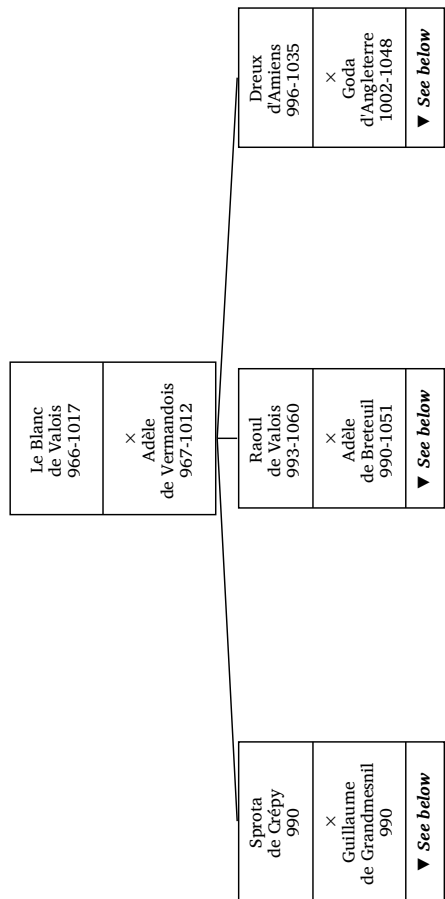 Le Blanc
de Valois
966-1017
×
Adèle
de Vermandois
967-1012
Sprota
de Crépy
990
×
Guillaume
de Grandmesnil
990
▼ See below
Raoul
de Valois
993-1060
×
Adèle
de Breteuil
990-1051
▼ See below
Dreux
d'Amiens
996-1035
×
Goda
d'Angleterre
1002-1048
▼ See below